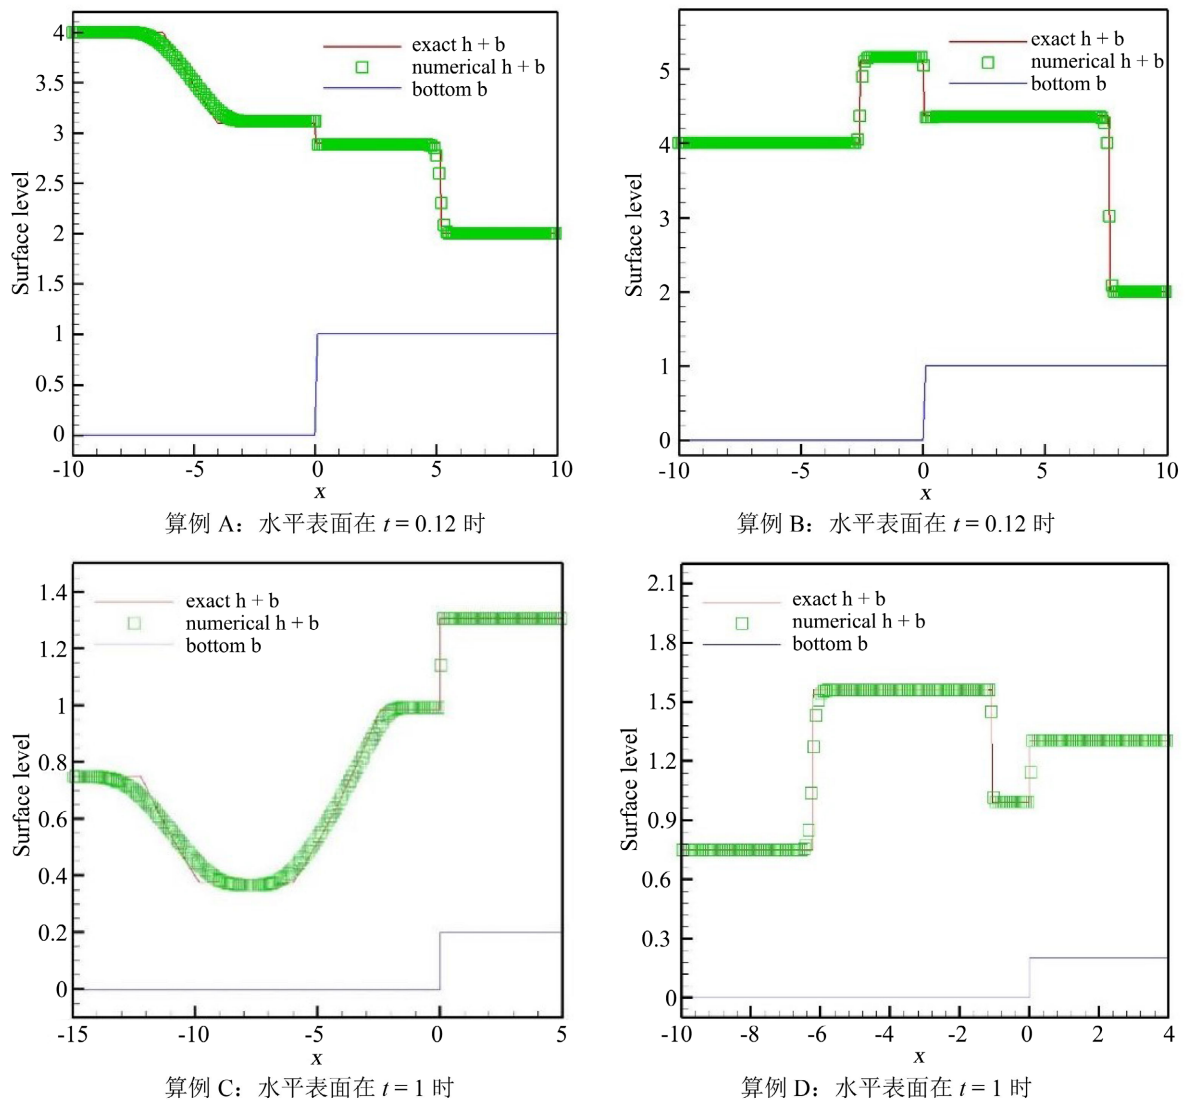 exact h + b
numerical h + b
bottom b
4
3.5
3
2.5
2
1.5
1
0.5
0
Surface level
-10
-5
0
5
10
x
算例 A：水平表面在 t = 0.12 时
exact h + b
numerical h + b
bottom b
5
4
3
2
1
0
Surface level
-10
-5
0
5
10
x
算例 B：水平表面在 t = 0.12 时
exact h + b
numerical h + b
bottom b
1.4
1.2
1
0.8
0.6
0.4
0.2
0
Surface level
-15
-10
-5
0
5
x
算例 C：水平表面在 t = 1 时
exact h + b
numerical h + b
bottom b
2.1
1.8
1.5
1.2
0.9
0.6
0.3
0
Surface level
-10
-8
-6
-4
-2
0
2
4
x
算例 D：水平表面在 t = 1 时